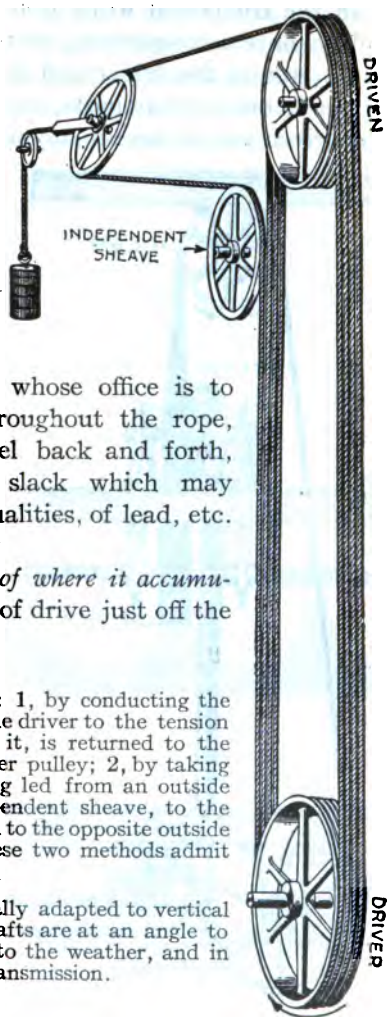 DRIVEN
INDEPENDENT
SHEAVE
whose office is to
roughout the rope,
el back and forth,
slack which may
ualities, of lead, etc.
of where it accumu-
of drive just off the
: 1, by conducting the
e driver to the tension
it, is returned to the
er pulley; 2, by taking
g led from an outside
pendent sheave, to the
to the opposite outside
ese two methods admit
ally adapted to vertical
afts are at an angle to
to the weather, and in
ansmission.
DRIVER